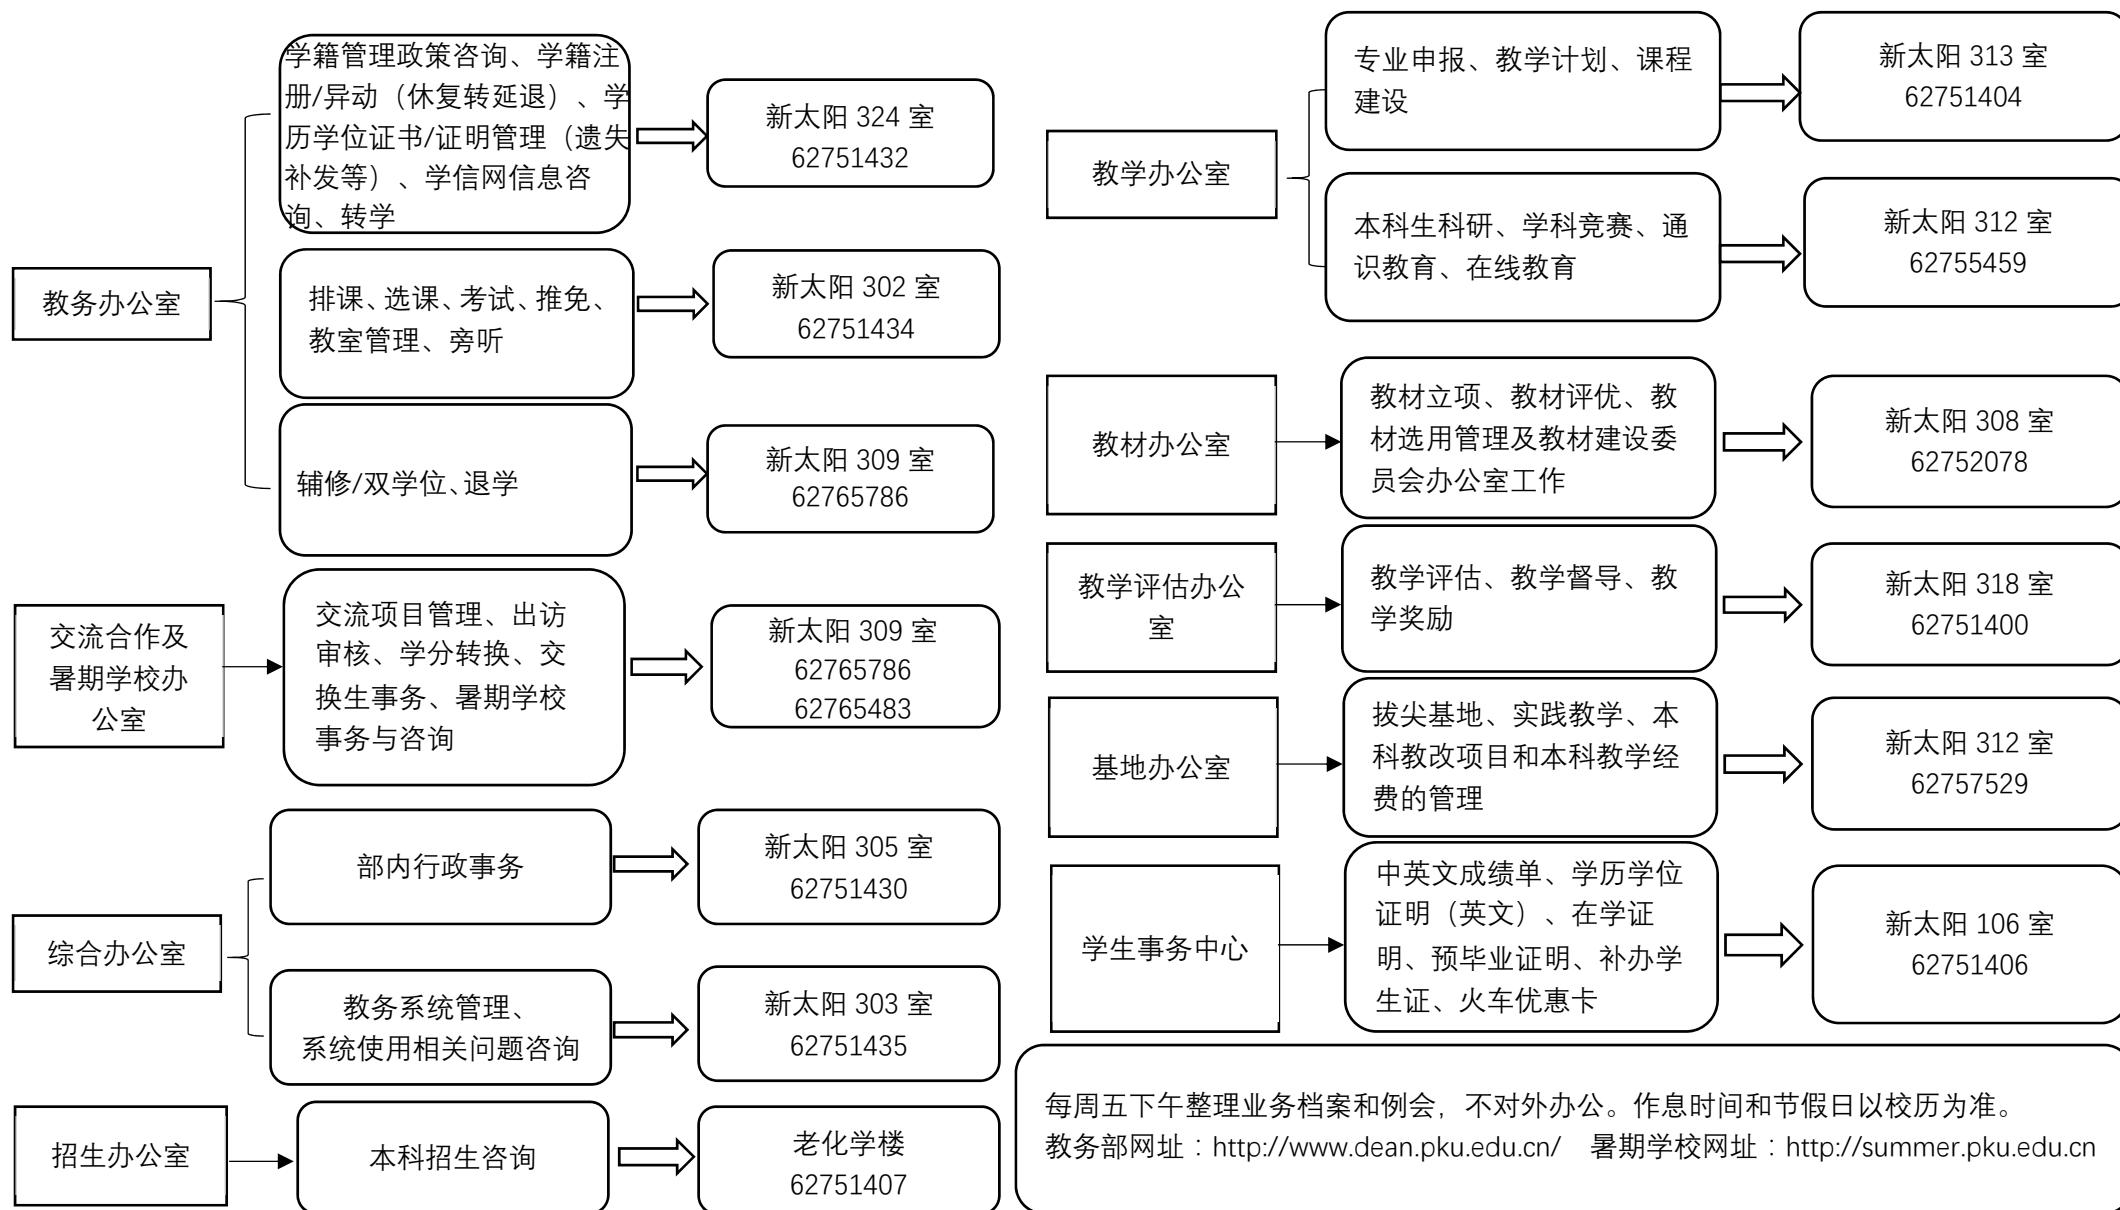 教务办公室
学籍管理政策咨询、学籍注
册/异动（休复转延退）、学
历学位证书/证明管理（遗失
补发等）、学信网信息咨
询、转学
新太阳 324 室
62751432
排课、选课、考试、推免、
教室管理、旁听
新太阳 302 室
62751434
辅修/双学位、退学
新太阳 309 室
62765786
交流合作及
暑期学校办
公室
交流项目管理、出访
审核、学分转换、交
换生事务、暑期学校
事务与咨询
新太阳 309 室
62765786
62765483
综合办公室
部内行政事务
新太阳 305 室
62751430
教务系统管理、
系统使用相关问题咨询
新太阳 303 室
62751435
招生办公室
本科招生咨询
老化学楼
62751407
教学办公室
专业申报、教学计划、课程
建设
新太阳 313 室
62751404
本科生科研、学科竞赛、通
识教育、在线教育
新太阳 312 室
62755459
教材办公室
教材立项、教材评优、教
材选用管理及教材建设委
员会办公室工作
新太阳 308 室
62752078
教学评估办公
室
教学评估、教学督导、教
学奖励
新太阳 318 室
62751400
基地办公室
拔尖基地、实践教学、本
科教改项目和本科教学经
费的管理
新太阳 312 室
62757529
学生事务中心
中英文成绩单、学历学位
证明（英文）、在学证
明、预毕业证明、补办学
生证、火车优惠卡
新太阳 106 室
62751406
每周五下午整理业务档案和例会，不对外办公。作息时间和节假日以校历为准。
教务部网址：http://www.dean.pku.edu.cn/ 暑期学校网址：http://summer.pku.edu.cn